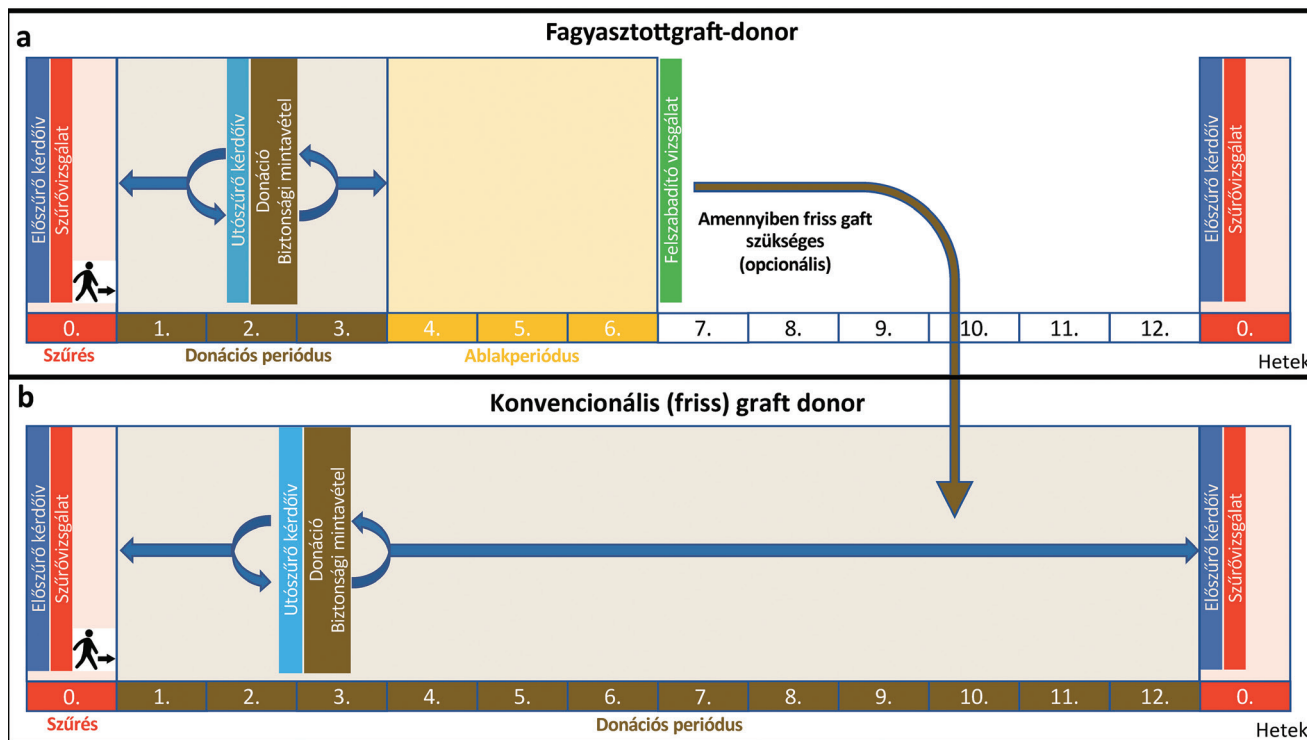 a
Fagyasztottgraft-donor
Előszűrő kérdőív
Szűrővizsgálat
Utószűrő kérdőív
Donáció
Biztonsági mintavétel
Felszabadító vizsgálat
Amennyiben friss gaft
szükséges
(opcionális)
Előszűrő kérdőív
Szűrővizsgálat
0. 1. 2. 3. 4. 5. 6. 7. 8. 9. 10. 11. 12. 0.
Szűrés Donációs periódus Ablakperiódus
Hetek
b
Konvencionális (friss) graft donor
Előszűrő kérdőív
Szűrővizsgálat
Utószűrő kérdőív
Donáció
Biztonsági mintavétel
Előszűrő kérdőív
Szűrővizsgálat
0. 1. 2. 3. 4. 5. 6. 7. 8. 9. 10. 11. 12. 0.
Szűrés Donációs periódus
Hetek